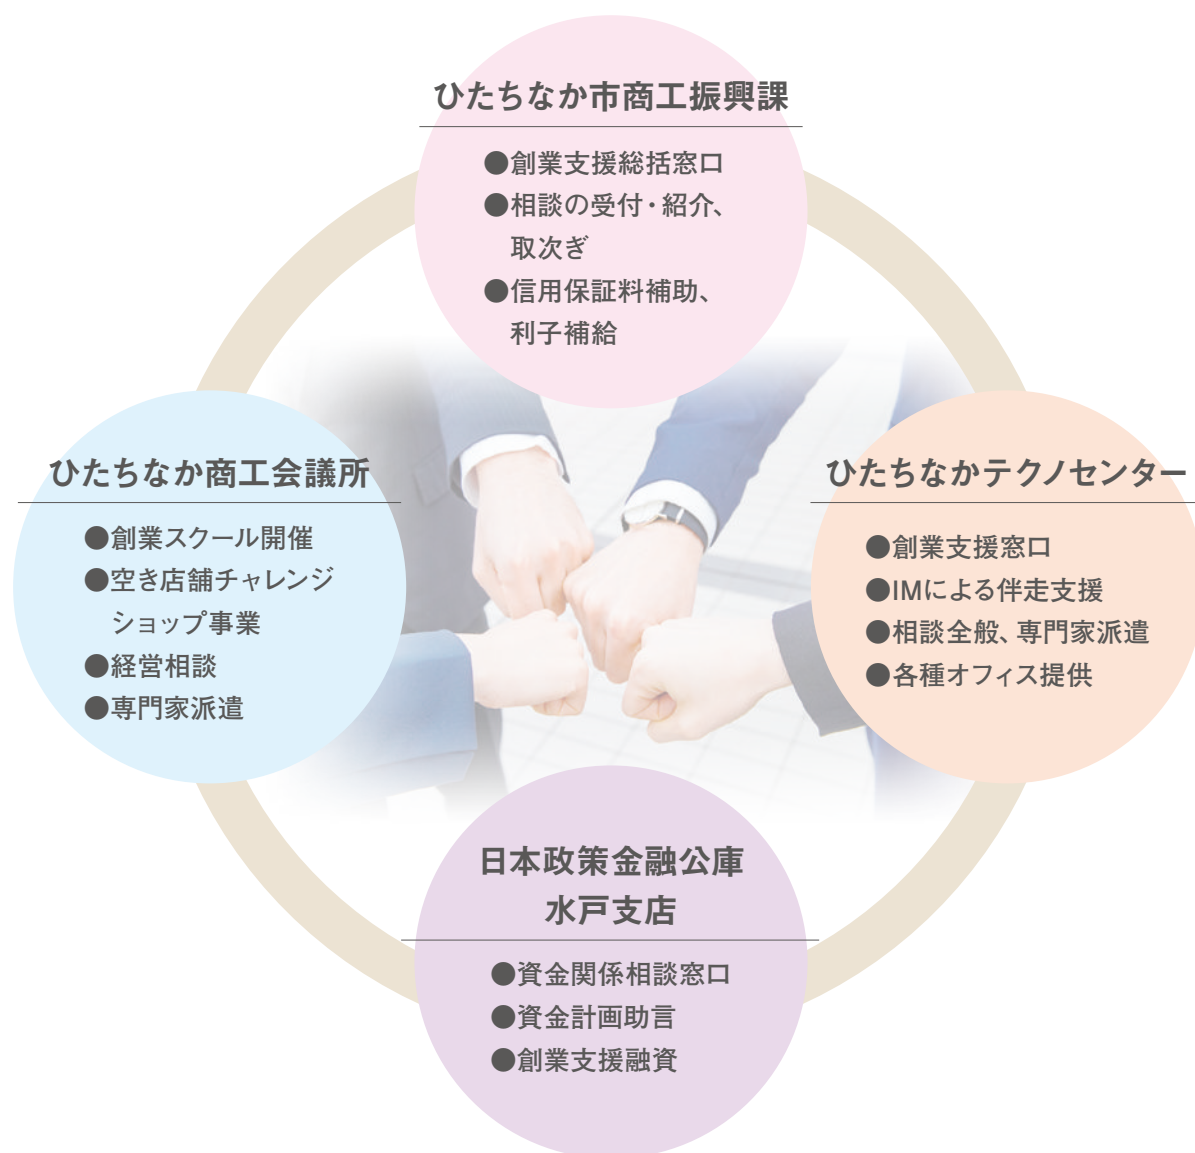 ひたちなか市商工振興課
●創業支援総括窓口
●相談の受付・紹介、
取次ぎ
●信用保証料補助、
利子補給
ひたちなか商工会議所
●創業スクール開催
●空き店舗チャレンジ
ショップ事業
●経営相談
●専門家派遣
ひたちなかテクノセンター
●創業支援窓口
●IMによる伴走支援
●相談全般、専門家派遣
●各種オフィス提供
日本政策金融公庫
水戸支店
●資金関係相談窓口
●資金計画助言
●創業支援融資